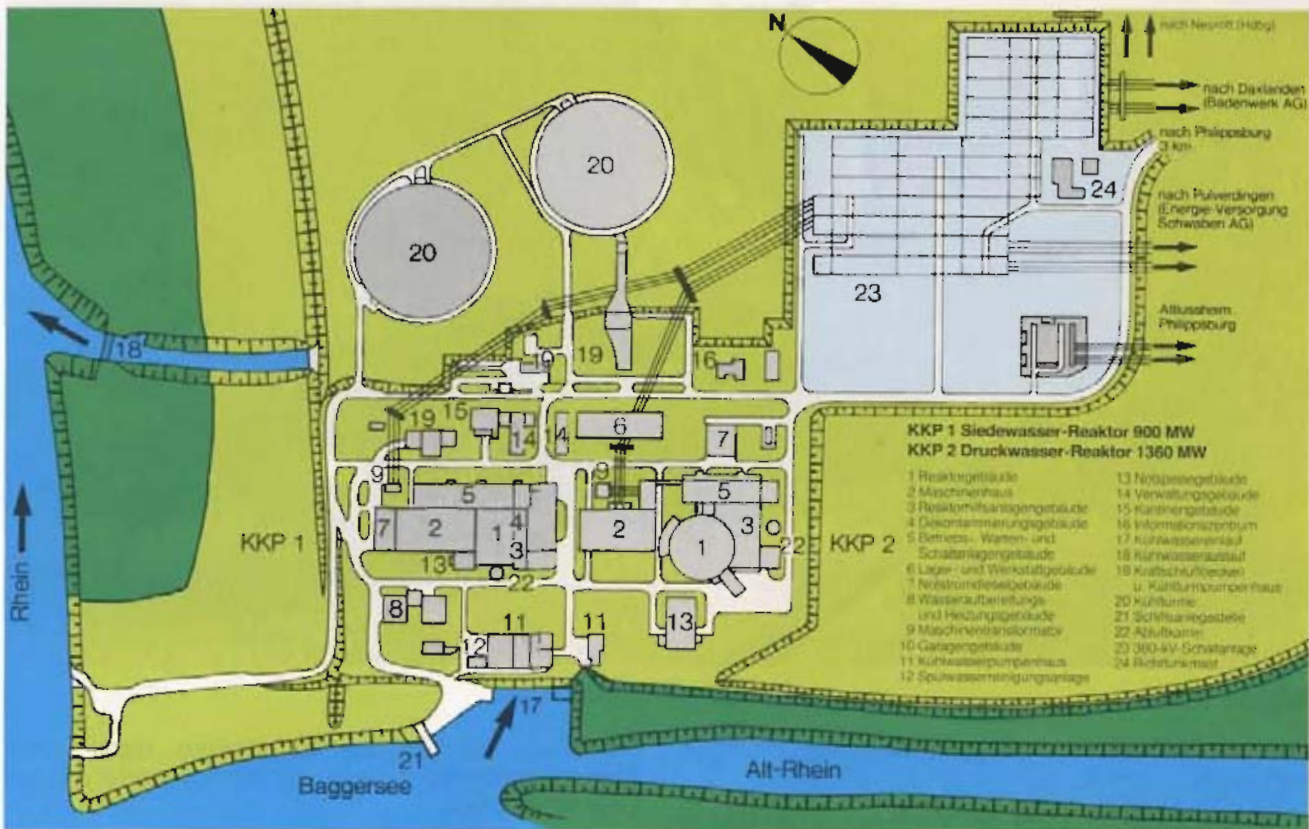 N
nach Neurott (Hdbg)
nach Daxlanden
(Badenwerk AG)
nach Philippsburg
3 km
nach Pulverdingen
(Energie-Versorgung
Schwaben AG)
Altlussheim
Philippsburg
20
20
24
23
18
19
16
19
15
14
14
6
7
9
9
5
5
KKP 1
7
2
1
4
3
2
1
3
KKP 2
13
22
22
8
12
11
11
13
17
21
Rhein
Baggersee
Alt-Rhein
KKP 1 Siedewasser-Reaktor 900 MW
KKP 2 Druckwasser-Reaktor 1360 MW
1 Reaktorgebäude
2 Maschinenhaus
3 Reaktorhilfsanlagengebäude
4 Dekontaminierungsgebäude
5 Betriebs-, Warten- und
Schaltanlagengebäude
6 Lager- und Werkstattgebäude
7 Notstromdieselgebäude
8 Wasseraufbereitungs-
und Heizungsgebäude
9 Maschinentransformator
10 Garagengebäude
11 Kühlwasserpumpenhaus
12 Spülwasserreinigungsanlage
13 Notspeisegebäude
14 Verwaltungsgebäude
15 Kantinengebäude
16 Informationszentrum
17 Kühlwassereinlauf
18 Kühlwasserauslauf
19 Kraftschlußbecken
u. Kühlturmpumpenhaus
20 Kühltürme
21 Schiffsanlegestelle
22 Abluftkamin
23 380-kV-Schaltanlage
24 Richtfunkmast